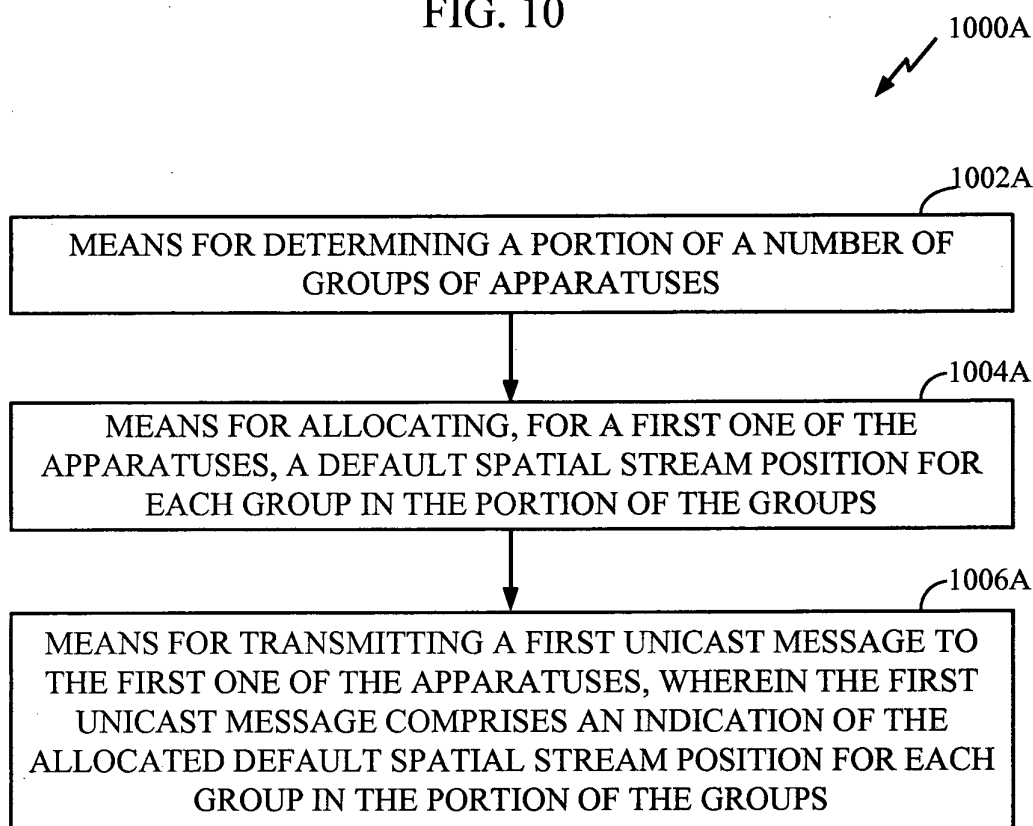 FIG. 10
1000A
1002A
MEANS FOR DETERMINING A PORTION OF A NUMBER OF
GROUPS OF APPARATUSES
1004A
MEANS FOR ALLOCATING, FOR A FIRST ONE OF THE
APPARATUSES, A DEFAULT SPATIAL STREAM POSITION FOR
EACH GROUP IN THE PORTION OF THE GROUPS
1006A
MEANS FOR TRANSMITTING A FIRST UNICAST MESSAGE TO
THE FIRST ONE OF THE APPARATUSES, WHEREIN THE FIRST
UNICAST MESSAGE COMPRISES AN INDICATION OF THE
ALLOCATED DEFAULT SPATIAL STREAM POSITION FOR EACH
GROUP IN THE PORTION OF THE GROUPS